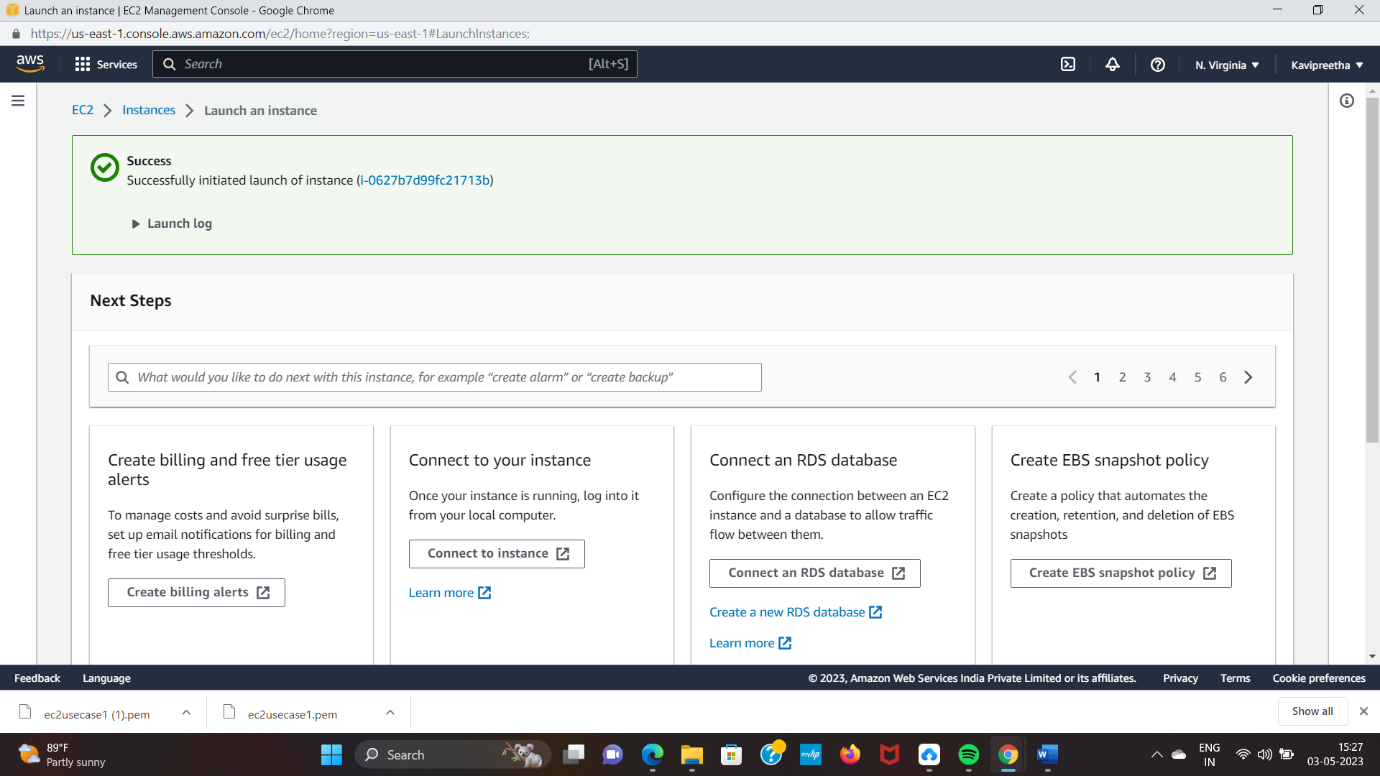 Launch an instance | EC2 Management Console - Google Chrome
https://us-east-1.console.aws.amazon.com/ec2/home?region=us-east-1#LaunchInstances:
aws Services Search [Alt+S] N. Virginia Kavipreetha
EC2 Instances Launch an instance
Success
Successfully initiated launch of instance (i-0627b7d99fc21713b)
Launch log
Next Steps
What would you like to do next with this instance, for example “create alarm” or “create backup” 1 2 3 4 5 6
Create billing and free tier usage
alerts
To manage costs and avoid surprise bills,
set up email notifications for billing and
free tier usage thresholds.
Create billing alerts
Connect to your instance
Once your instance is running, log into it
from your local computer.
Connect to instance
Learn more
Connect an RDS database
Configure the connection between an EC2
instance and a database to allow traffic
flow between them.
Connect an RDS database
Create a new RDS database
Learn more
Create EBS snapshot policy
Create a policy that automates the
creation, retention, and deletion of EBS
snapshots
Create EBS snapshot policy
Feedback Language © 2023, Amazon Web Services India Private Limited or its affiliates. Privacy Terms Cookie preferences
ec2usecase1 (1).pem ec2usecase1.pem Show all
89°F
Partly sunny
Search
myhp
ENG
IN
15:27
03-05-2023